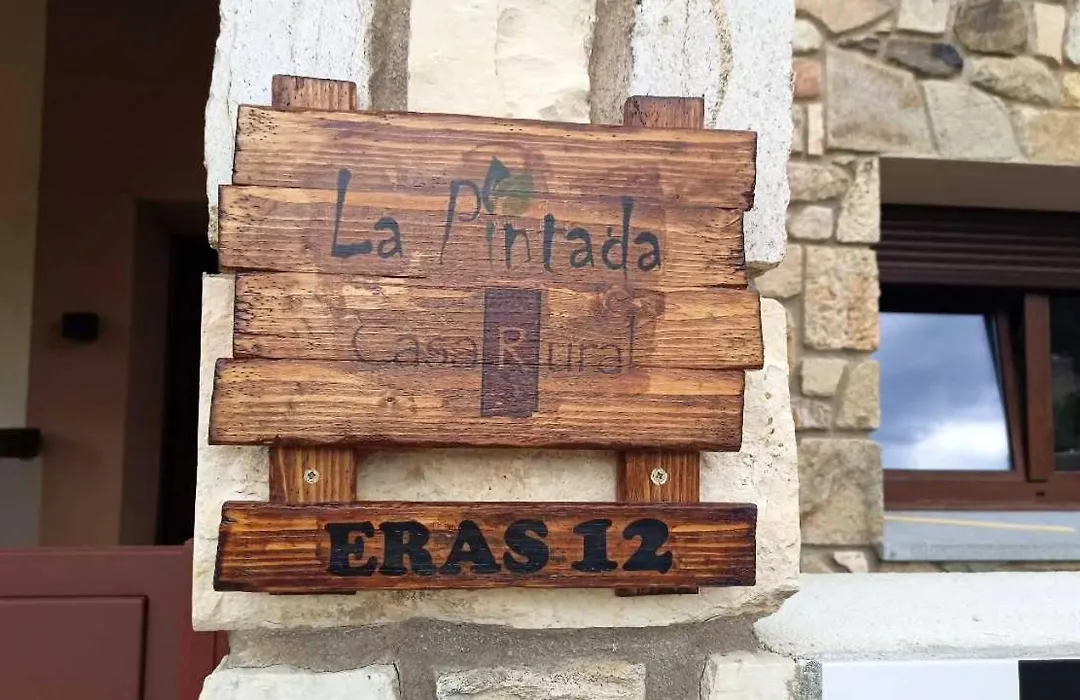 La Pintada
Casa Rural
ERAS 12